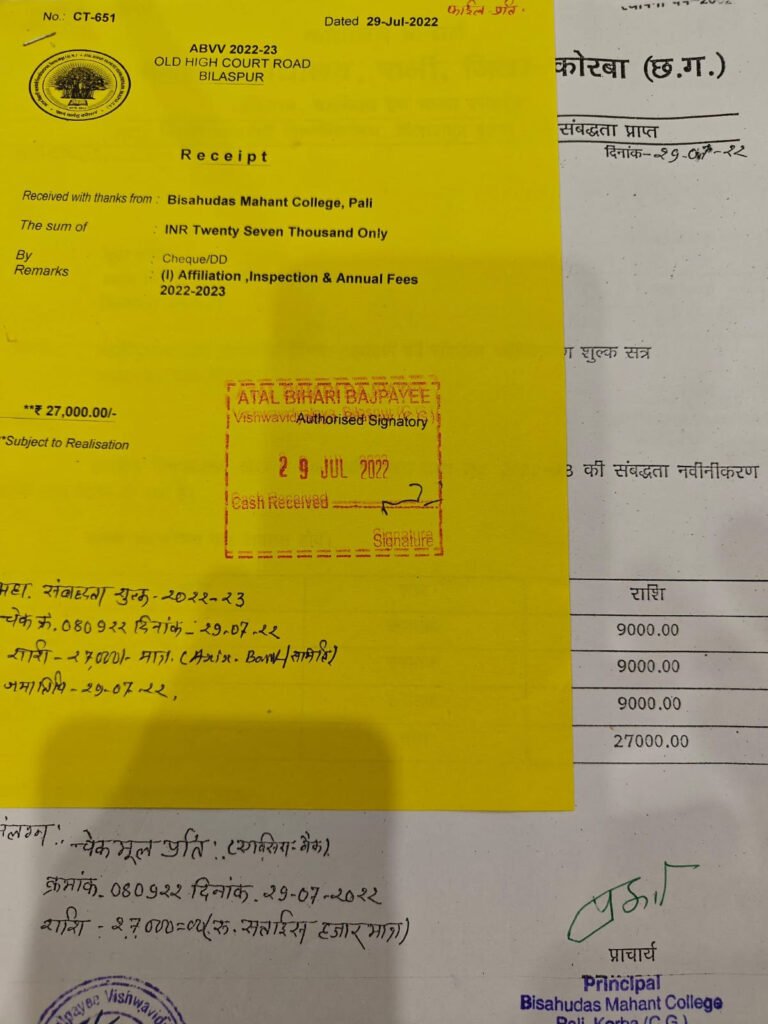 No.: CT-651
Dated 29-Jul-2022
फाईल प्रति.
ABVV 2022-23
OLD HIGH COURT ROAD
BILASPUR
कोरबा (छ.ग.)
संबद्धता प्राप्त
दिनांक-29-07-22
Receipt
Received with thanks from : Bisahudas Mahant College, Pali
The sum of : INR Twenty Seven Thousand Only
By : Cheque/DD
Remarks : (I) Affiliation ,Inspection & Annual Fees
2022-2023
शुल्क सत्र
ATAL BIHARI BAJPAYEE
Authorised Signatory
**₹ 27,000.00/-
*Subject to Realisation
29 JUL 2022
Cash Received
Signature
की संबद्धता नवीनीकरण
महा. संबद्धता शुल्क-2022-23
चेक क्र. 080922 दिनांक-29-07-22
राशि-27,000/- मात्र. (Axix. Bank/
जमा तिथि-29-07-22,
राशि
9000.00
9000.00
9000.00
27000.00
संलग्न: चेक मूल प्रति:. (एक्सिस बैंक)
क्रमांक. 080922 दिनांक. 29-07-2022
राशि - 27,000=00(रू. सत्ताईस हजार मात्र)
प्राचार्य
Principal
Bisahudas Mahant College
Pali, Korba (C.G.)
payee Vishwavid